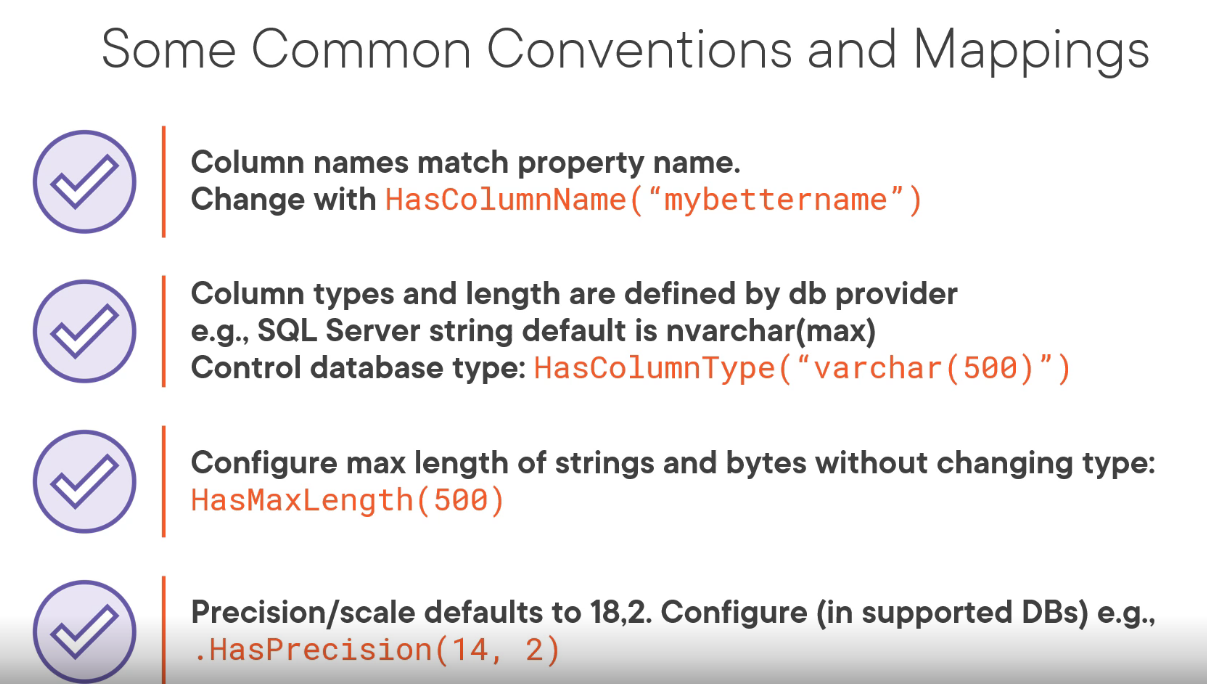 Some Common Conventions and Mappings
Column names match property name.
Change with HasColumnName(“mybettername”)
Column types and length are defined by db provider
e.g., SQL Server string default is nvarchar(max)
Control database type: HasColumnType(“varchar(500)”)
Configure max length of strings and bytes without changing type:
HasMaxLength(500)
Precision/scale defaults to 18,2. Configure (in supported DBs) e.g.,
.HasPrecision(14, 2)